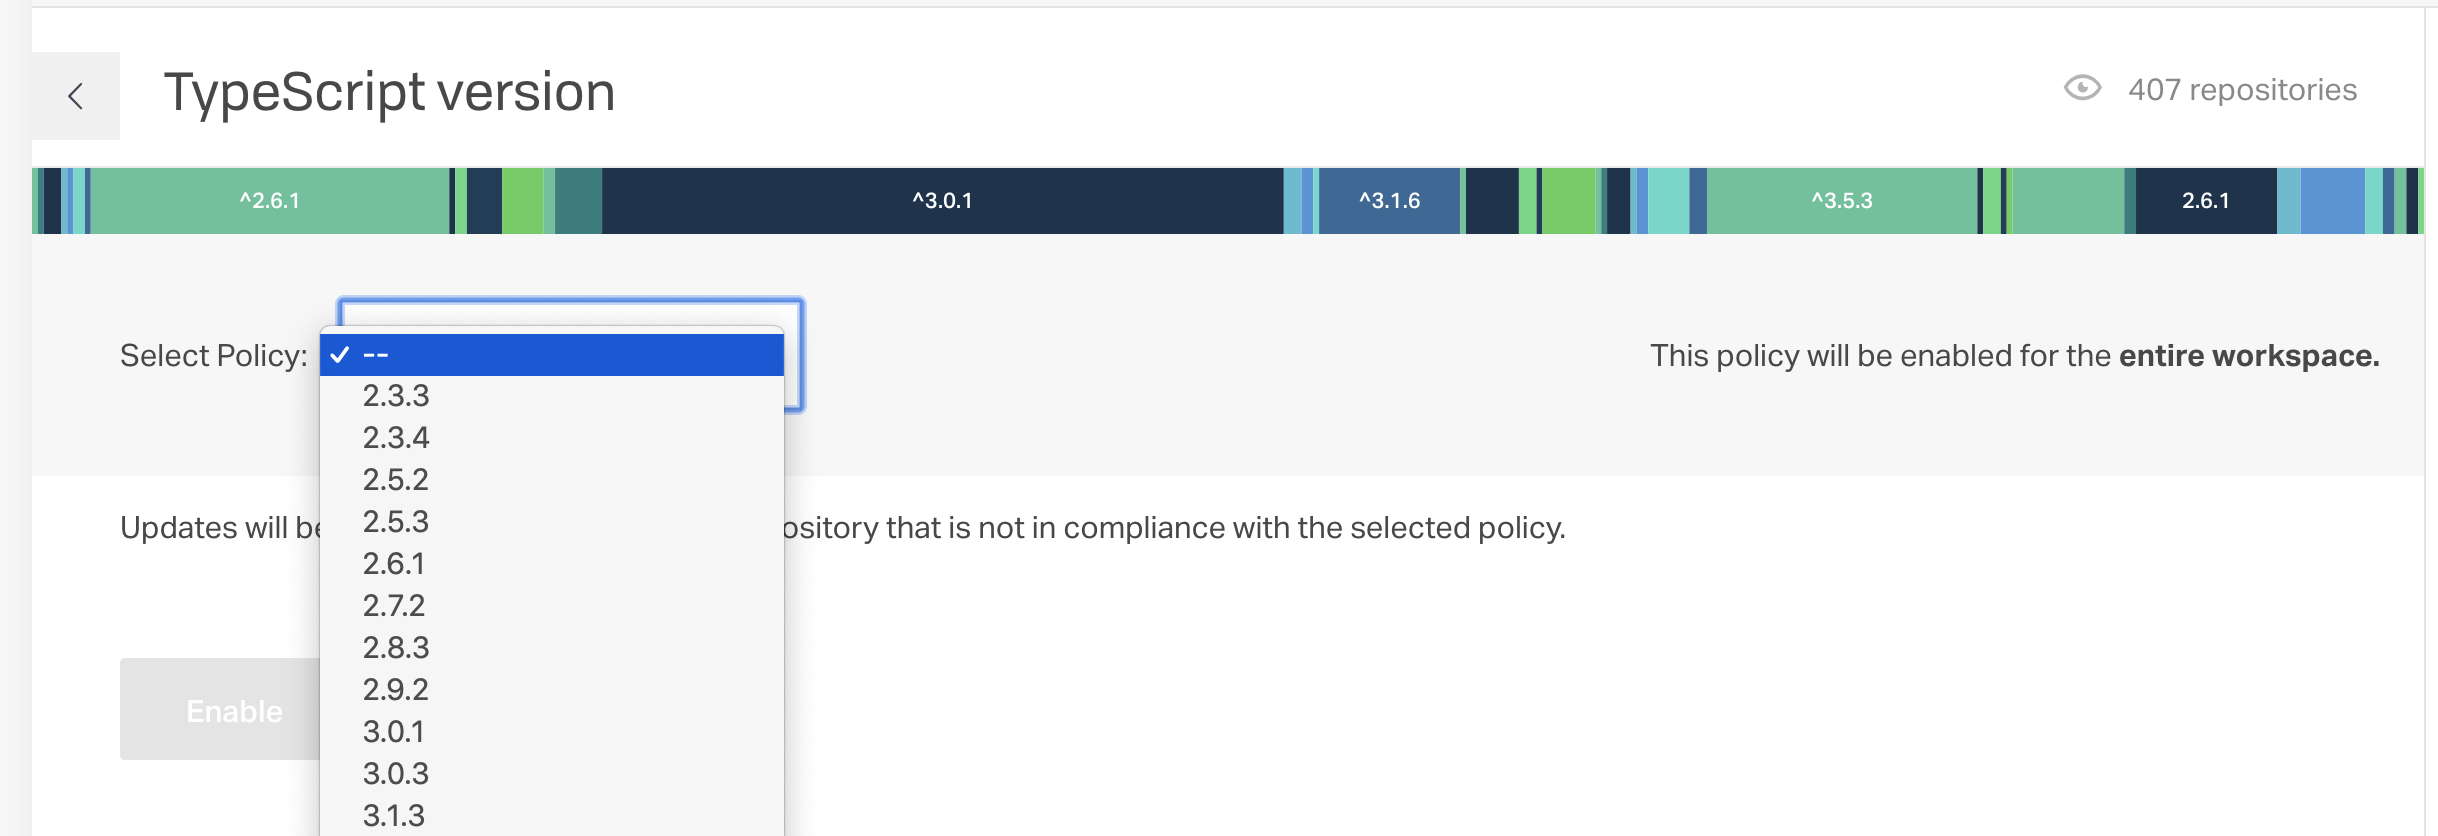 TypeScript version
407 repositories
^2.6.1
^3.0.1
^3.1.6
^3.5.3
2.6.1
Select Policy:
This policy will be enabled for the entire workspace.
--
2.3.3
2.3.4
2.5.2
2.5.3
2.6.1
2.7.2
2.8.3
2.9.2
3.0.1
3.0.3
3.1.3
Updates will
that is not in compliance with the selected policy.
Enable